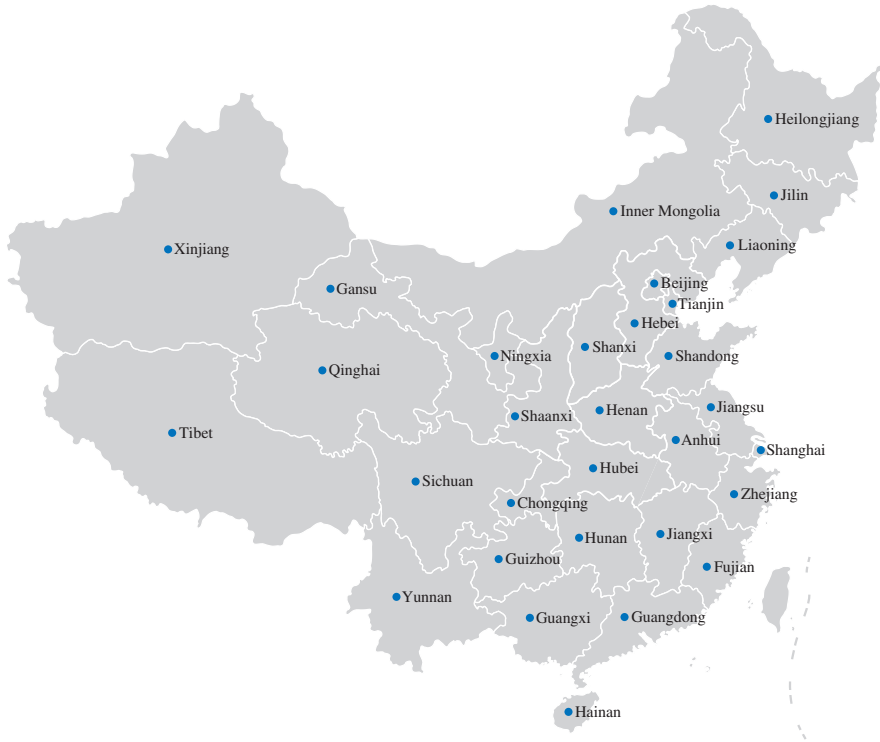 Heilongjiang
Jilin
Inner Mongolia
Liaoning
Xinjiang
Beijing
Gansu
Tianjin
Hebei
Shanxi
Ningxia
Shandong
Qinghai
Jiangsu
Henan
Shaanxi
Tibet
Anhui
Shanghai
Hubei
Sichuan
Zhejiang
Chongqing
Jiangxi
Hunan
Guizhou
Fujian
Yunnan
Guangxi
Guangdong
Hainan